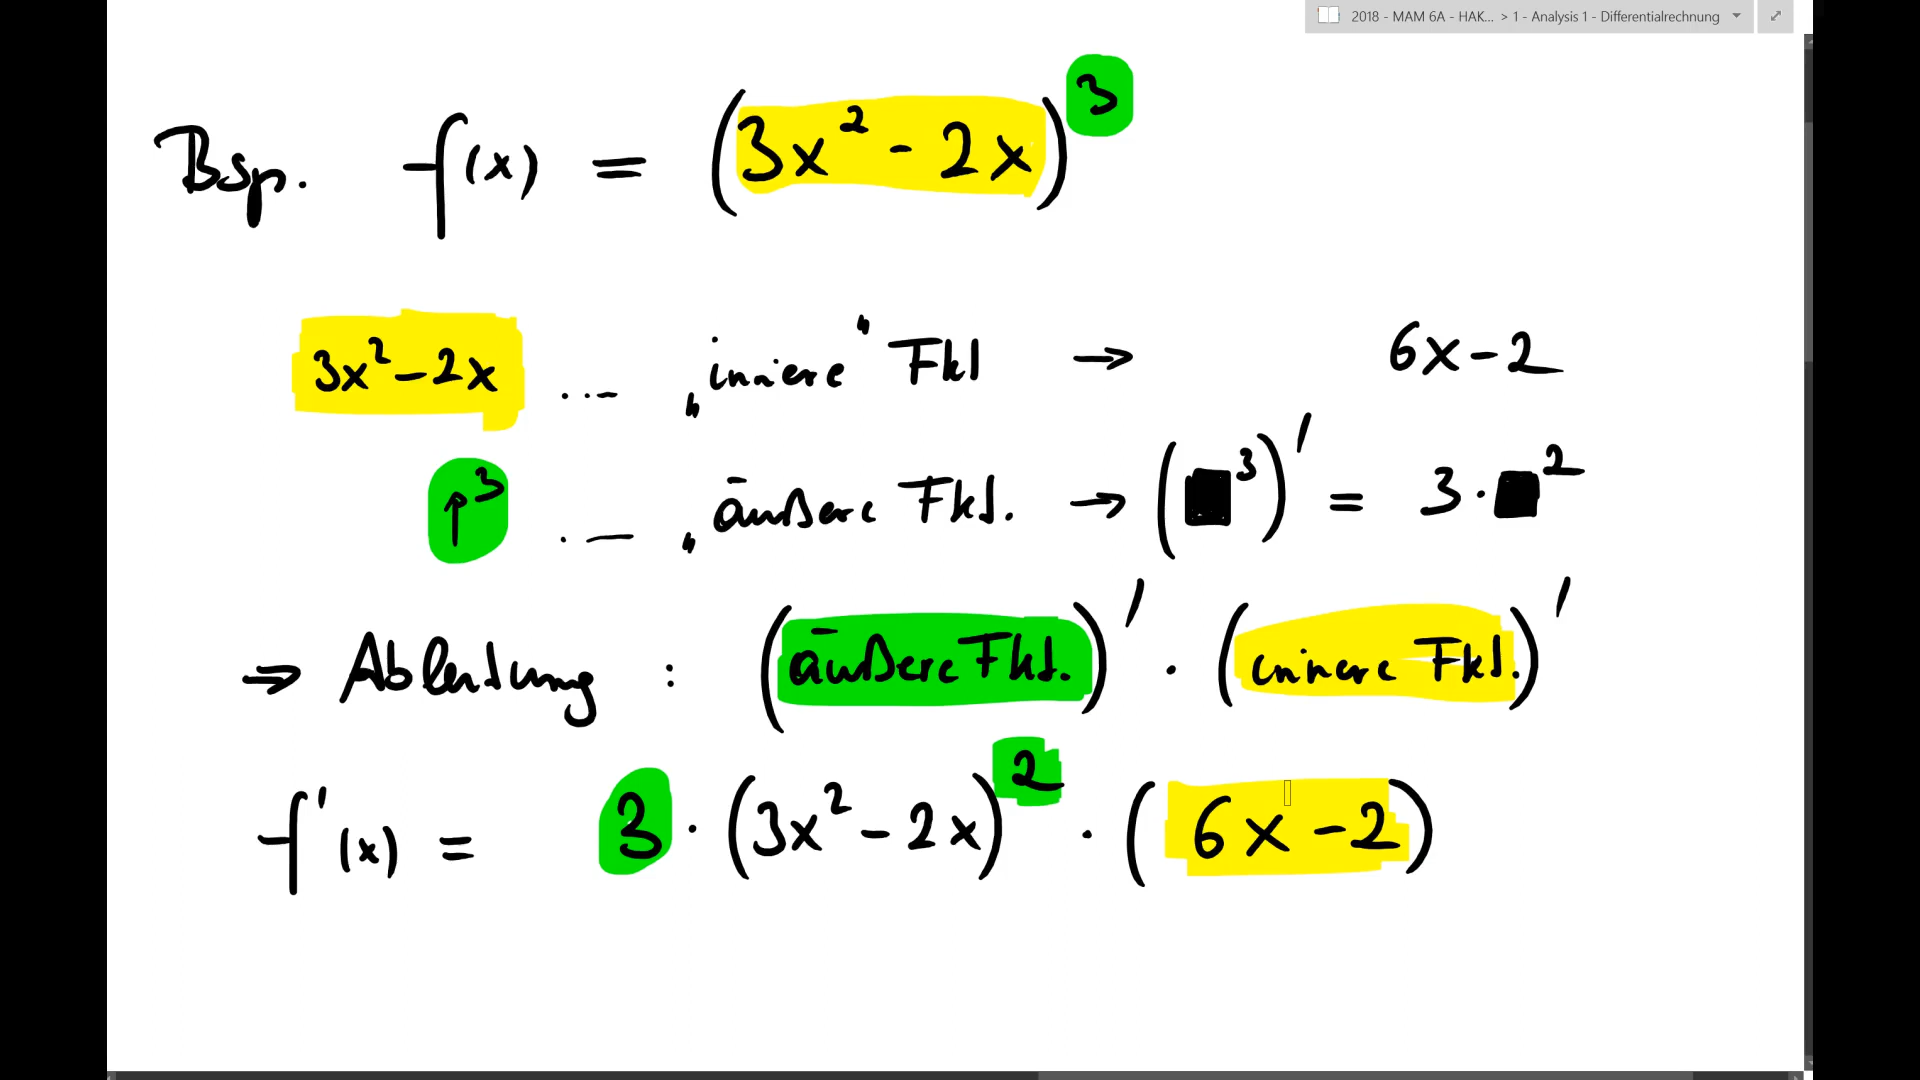 2018 - MAM 6A - HAK... > 1 - Analysis 1 - Differentialrechnung
Bsp. f(x) = (3x² - 2x)³
3x² - 2x ... „innere" Fkt → 6x - 2
↑³ ... „äußere Fkt. → (■³)' = 3 · ■²
⇒ Ableitung : (äußere Fkt.)' · (innere Fkt.)'
f'(x) = 3 · (3x² - 2x)² · (6x - 2)